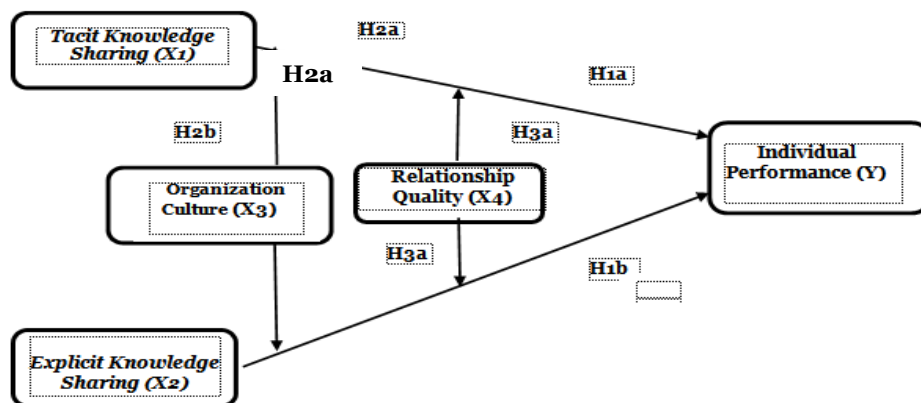 Tacit Knowledge
Sharing (X1)
H2a
H2a
H1a
H2b
H3a
Organization
Culture (X3)
Relationship
Quality (X4)
Individual
Performance (Y)
H3a
H1b
Explicit Knowledge
Sharing (X2)